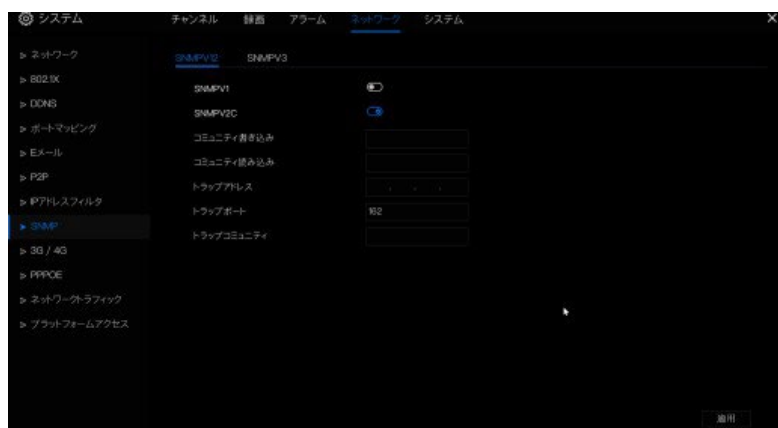 システム チャンネル 録画 アラーム ネットワーク システム X
ネットワーク
802.1X
DDNS
ポートマッピング
Eメール
P2P
IPアドレスフィルタ
SNMP
3G / 4G
PPPOE
ネットワークトラフィック
プラットフォームアクセス
SNMPV12 SNMPV3
SNMPV1
SNMPV2C
コミュニティ書き込み
コミュニティ読み込み
トラップアドレス
トラップポート 162
トラップコミュニティ
適用